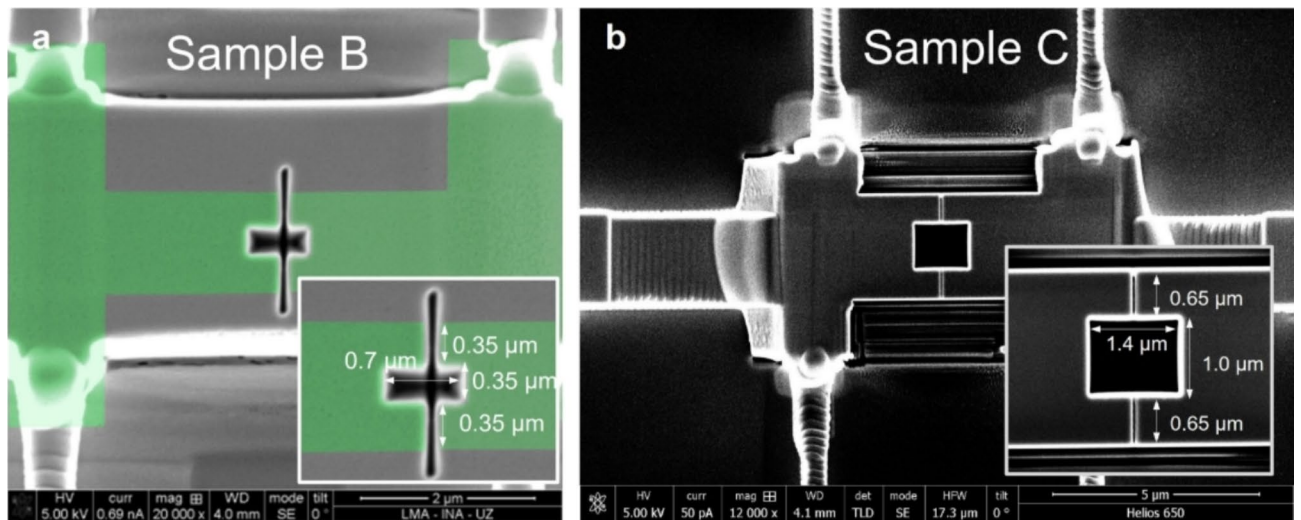 a
Sample B
0.35 µm
0.7 µm
0.35 µm
0.35 µm
HV curr mag WD mode tilt 2 µm
5.00 kV 0.69 nA 20 000 x 4.0 mm SE 0 ° LMA - INA - UZ
b
Sample C
0.65 µm
1.4 µm
1.0 µm
0.65 µm
HV curr mag WD det mode HFW tilt 5 µm
5.00 kV 50 pA 12 000 x 4.1 mm TLD SE 17.3 µm 0 ° Helios 650